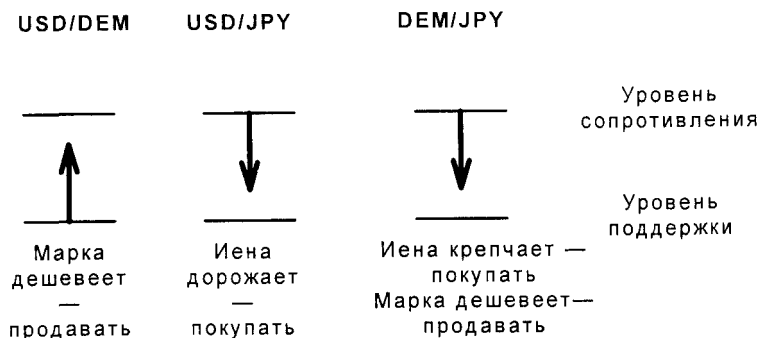 USD/DEM
USD/JPY
DEM/JPY
Уровень
сопротивления
Уровень
поддержки
Марка
дешевеет
—
продавать
Иена
дорожает
—
покупать
Иена крепчает —
покупать
Марка дешевеет—
продавать